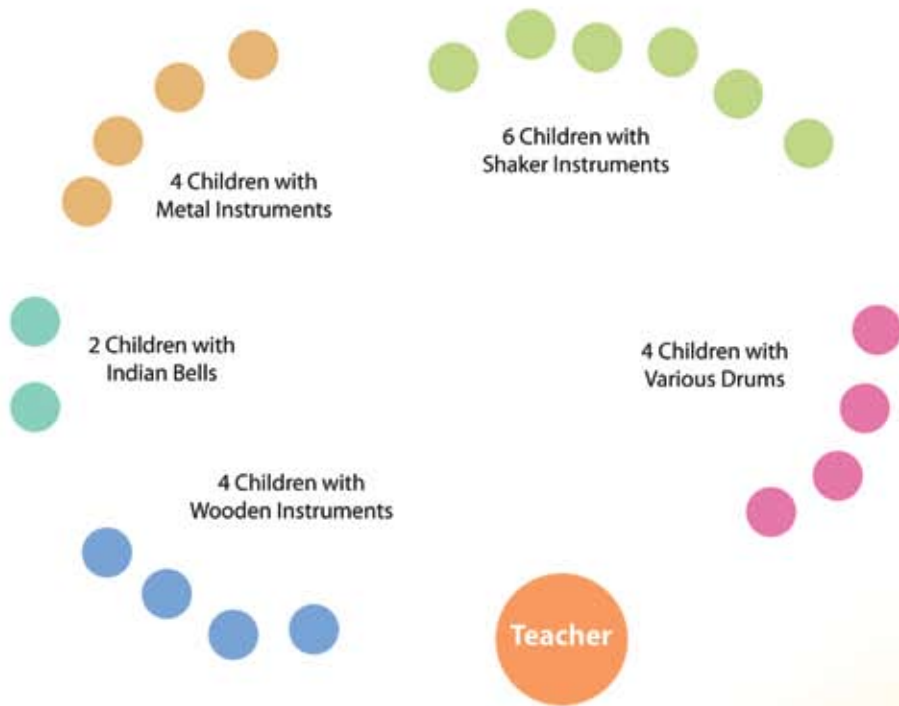 6 Children with
Shaker Instruments
4 Children with
Metal Instruments
2 Children with
Indian Bells
4 Children with
Various Drums
4 Children with
Wooden Instruments
Teacher